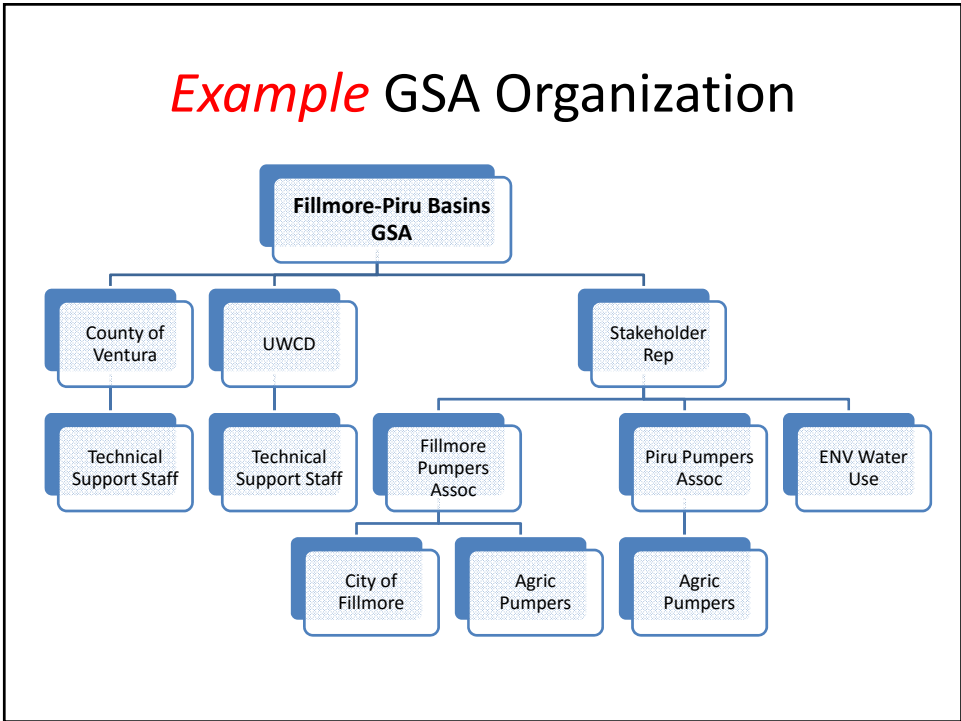 Example GSA Organization
Fillmore-Piru Basins
GSA
County of
Ventura
UWCD
Stakeholder
Rep
Technical
Support Staff
Technical
Support Staff
Fillmore
Pumpers
Assoc
Piru Pumpers
Assoc
ENV Water
Use
City of
Fillmore
Agric
Pumpers
Agric
Pumpers